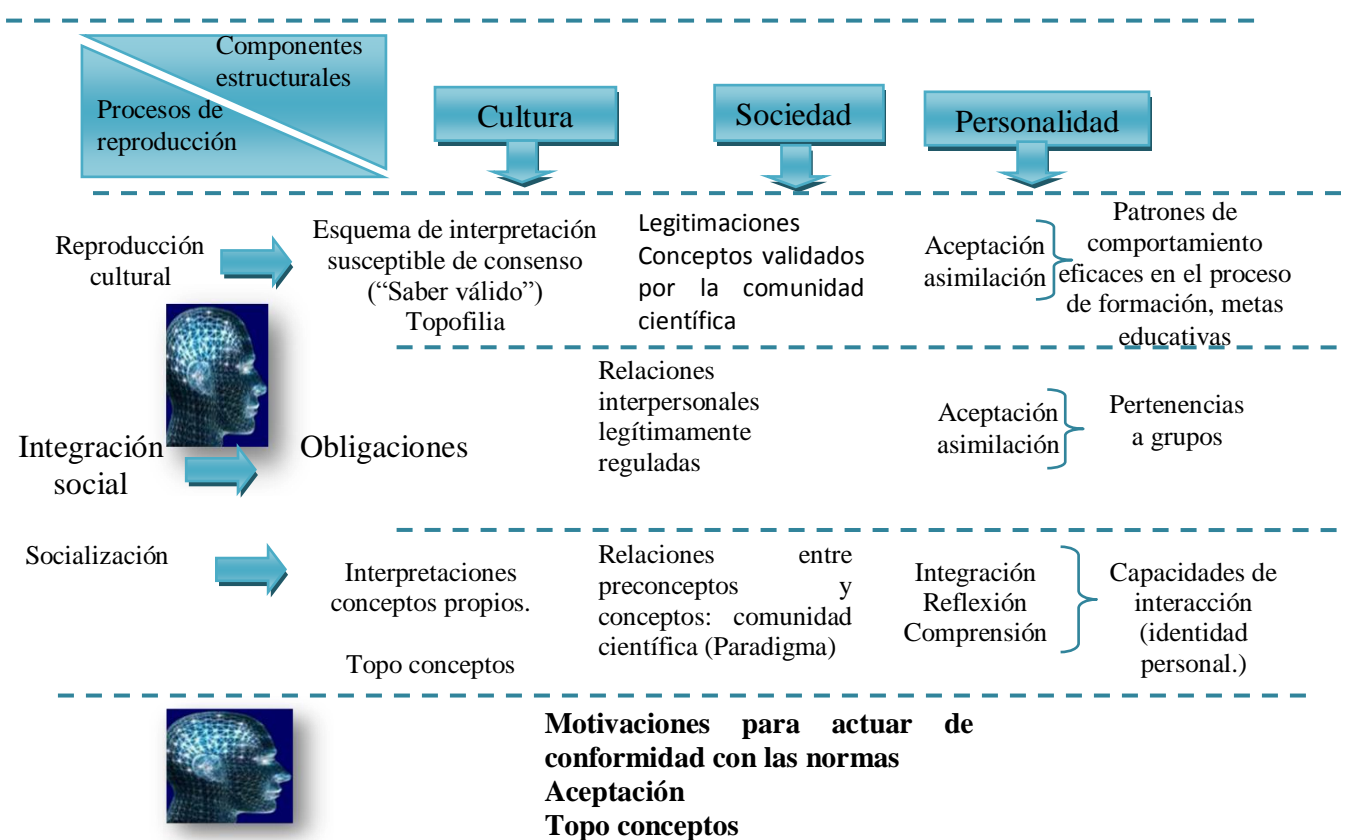 Componentes
estructurales
Procesos de
reproducción
Cultura
Sociedad
Personalidad
Reproducción
cultural
Esquema de interpretación
susceptible de consenso
(“Saber válido”)
Topofilia
Legitimaciones
Conceptos validados
por la comunidad
científica
Aceptación
asimilación
Patrones de
comportamiento
eficaces en el proceso
de formación, metas
educativas
Integración
social
Obligaciones
Relaciones
interpersonales
legítimamente
reguladas
Aceptación
asimilación
Pertenencias
a grupos
Socialización
Interpretaciones
conceptos propios.
Topo conceptos
Relaciones entre
preconceptos y
conceptos: comunidad
científica (Paradigma)
Integración
Reflexión
Comprensión
Capacidades de
interacción
(identidad
personal.)
Motivaciones para actuar de
conformidad con las normas
Aceptación
Topo conceptos